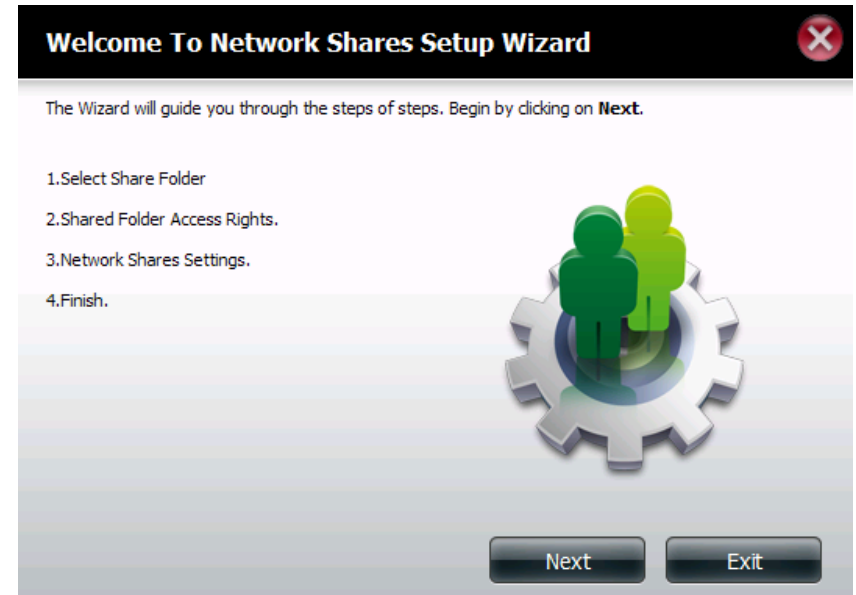 Welcome To Network Shares Setup Wizard
The Wizard will guide you through the steps of steps. Begin by clicking on Next.
1.Select Share Folder
2.Shared Folder Access Rights.
3.Network Shares Settings.
4.Finish.
Next Exit